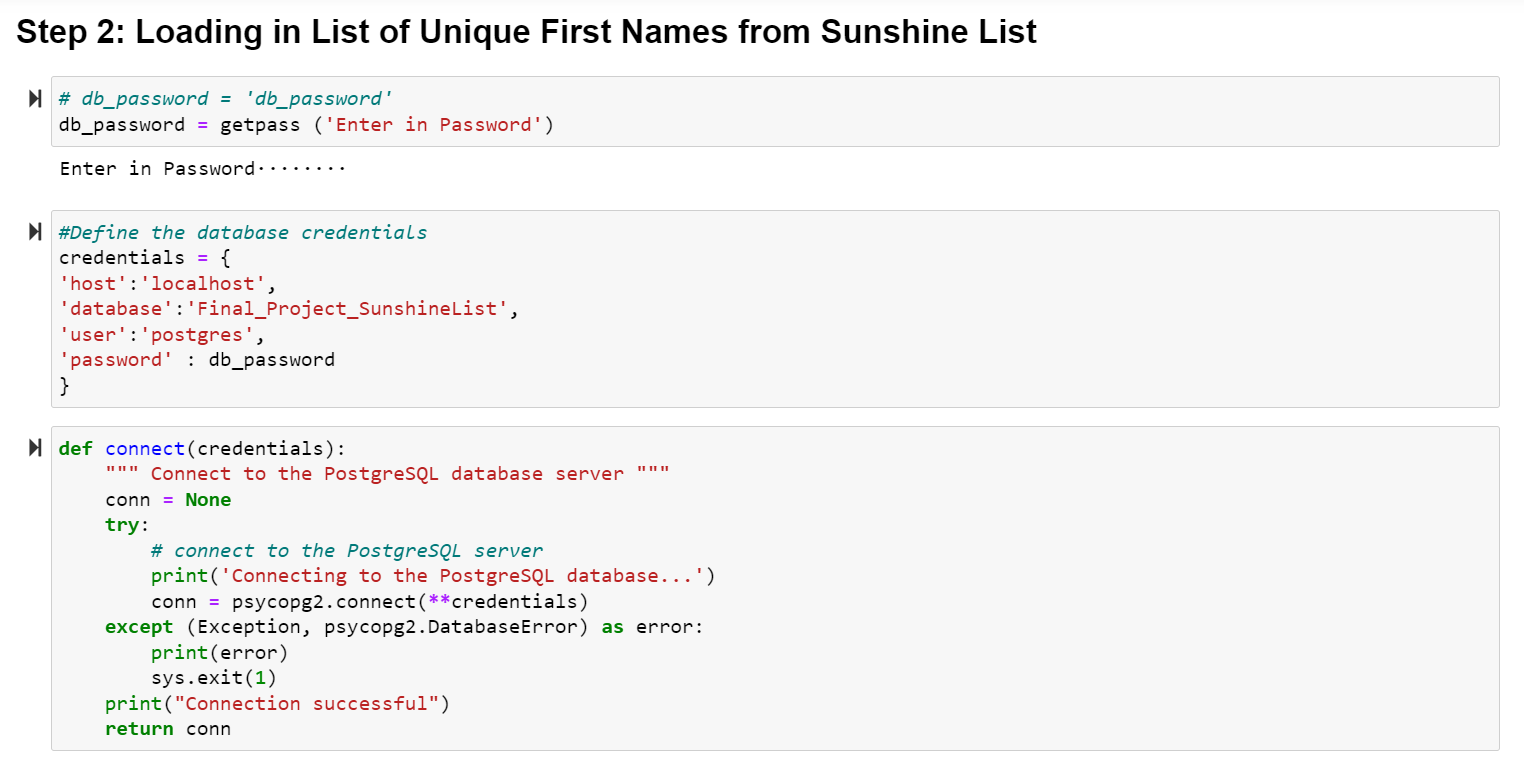 Step 2: Loading in List of Unique First Names from Sunshine List
# db_password = 'db_password'
db_password = getpass ('Enter in Password')
Enter in Password········
#Define the database credentials
credentials = {
'host':'localhost',
'database':'Final_Project_SunshineList',
'user':'postgres',
'password' : db_password
}
def connect(credentials):
    """ Connect to the PostgreSQL database server """
    conn = None
    try:
        # connect to the PostgreSQL server
        print('Connecting to the PostgreSQL database...')
        conn = psycopg2.connect(**credentials)
    except (Exception, psycopg2.DatabaseError) as error:
        print(error)
        sys.exit(1)
    print("Connection successful")
    return conn